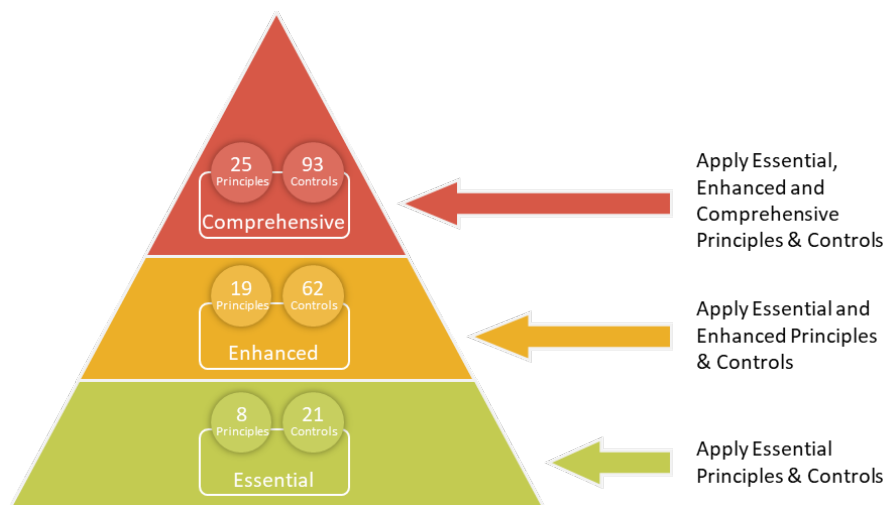 25 93
Principles Controls
Comprehensive
Apply Essential,
Enhanced and
Comprehensive
Principles & Controls
19 62
Principles Controls
Enhanced
Apply Essential and
Enhanced Principles
& Controls
8 21
Principles Controls
Essential
Apply Essential
Principles & Controls